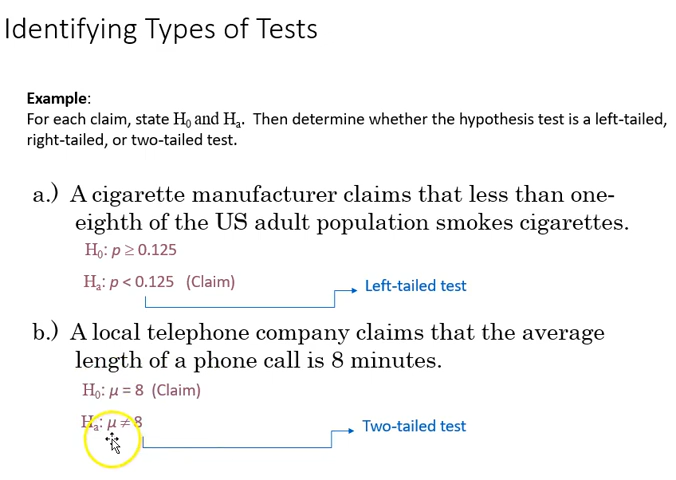 Identifying Types of Tests
Example:
For each claim, state H₀ and Hₐ. Then determine whether the hypothesis test is a left-tailed,
right-tailed, or two-tailed test.
a.) A cigarette manufacturer claims that less than one-
eighth of the US adult population smokes cigarettes.
H₀: p ≥ 0.125
Hₐ: p < 0.125 (Claim)
Left-tailed test
b.) A local telephone company claims that the average
length of a phone call is 8 minutes.
H₀: μ = 8 (Claim)
Hₐ: μ ≠ 8
Two-tailed test